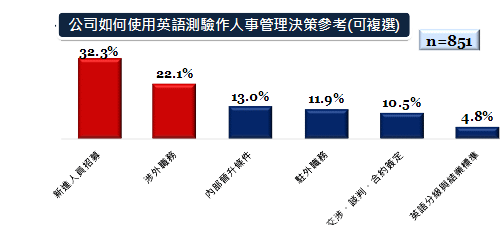 公司如何使用英語測驗作人事管理決策參考(可複選)
n=851
32.3%
22.1%
13.0%
11.9%
10.5%
4.8%
新進人員招募
涉外職務
內部晉升條件
駐外職務
交涉、談判、合約簽定
英語分級與結業標準